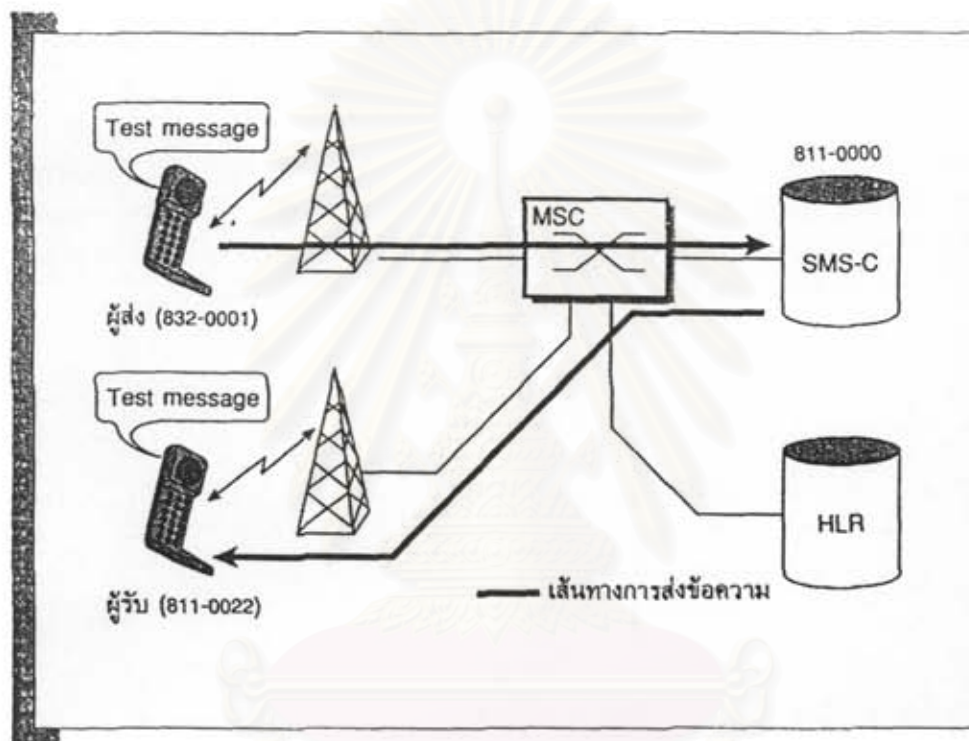 Test message
811-0000
MSC
SMS-C
ผู้ส่ง (832-0001)
Test message
HLR
เส้นทางการส่งข้อความ
ผู้รับ (811-0022)